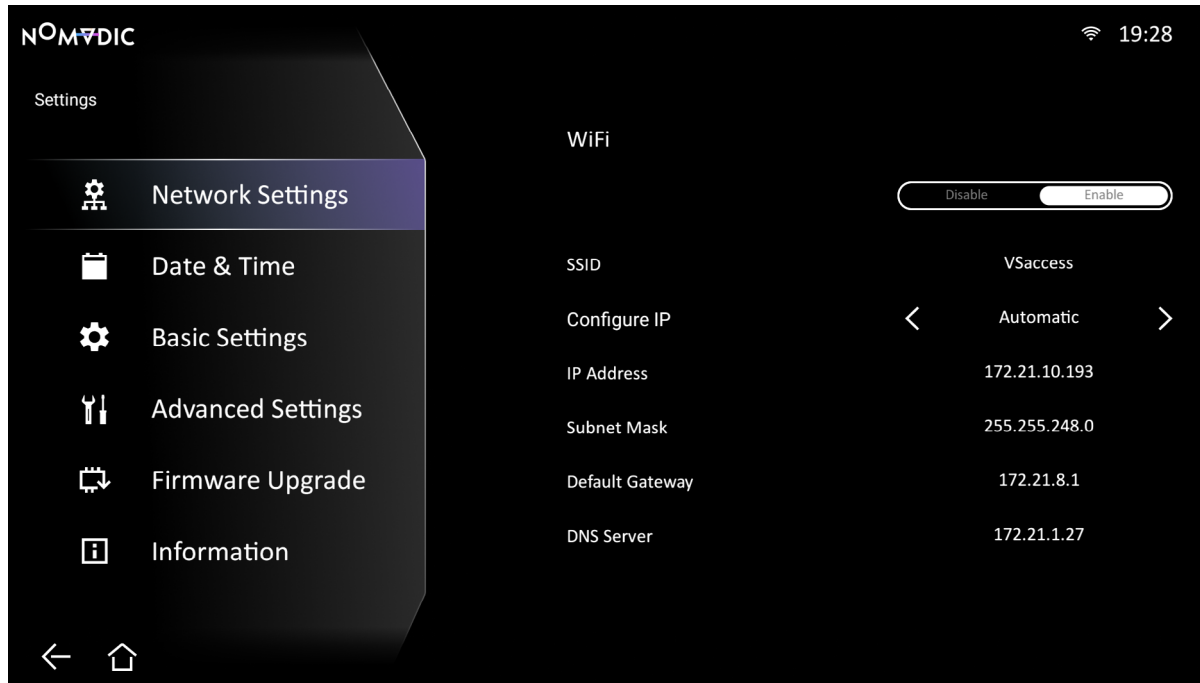 NOMADIC
19:28
Settings
Network Settings
Date & Time
Basic Settings
Advanced Settings
Firmware Upgrade
Information
WiFi
Disable Enable
SSID VSaccess
Configure IP Automatic
IP Address 172.21.10.193
Subnet Mask 255.255.248.0
Default Gateway 172.21.8.1
DNS Server 172.21.1.27